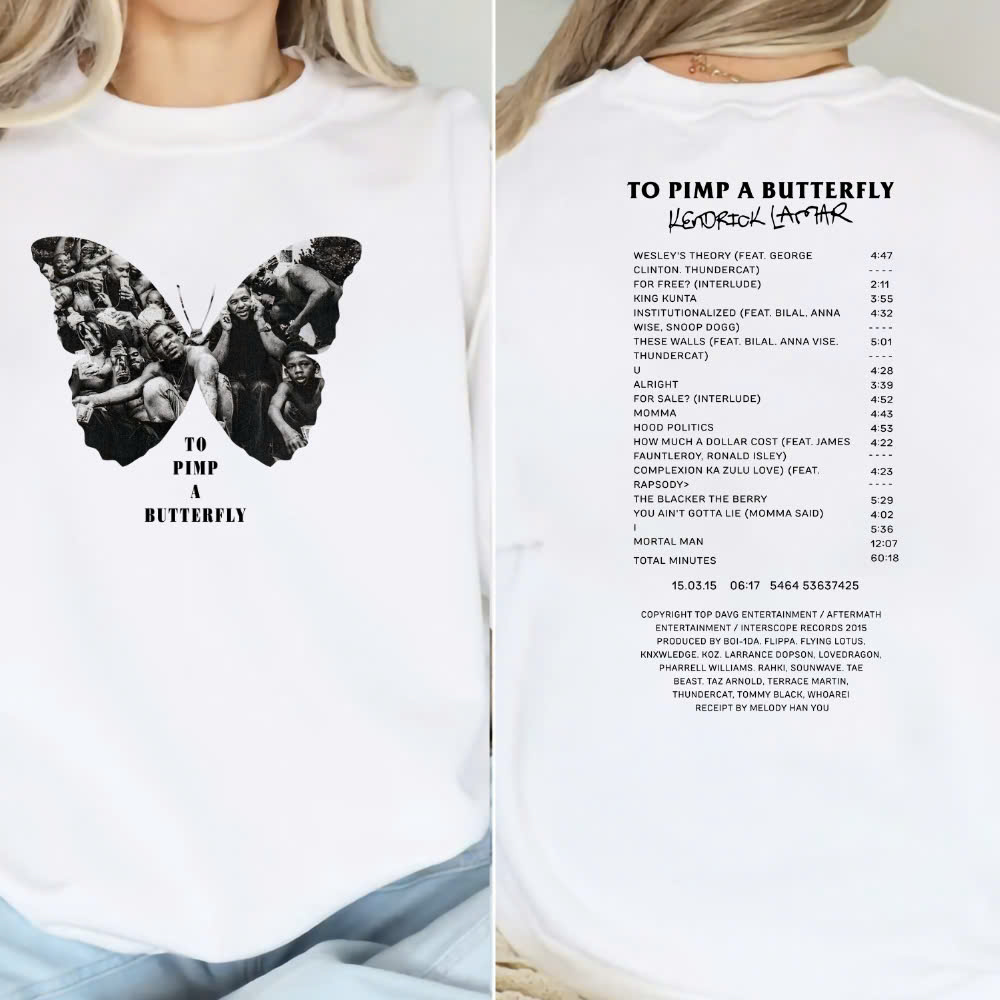 TO
PIMP
A
BUTTERFLY
TO PIMP A BUTTERFLY
KENDRICK LAMAR
WESLEY'S THEORY (FEAT. GEORGE 4:47
CLINTON. THUNDERCAT) ----
FOR FREE? (INTERLUDE) 2:11
KING KUNTA 3:55
INSTITUTIONALIZED (FEAT. BILAL, ANNA 4:32
WISE, SNOOP DOGG) ----
THESE WALLS (FEAT. BILAL. ANNA VISE. 5:01
THUNDERCAT) ----
U 4:28
ALRIGHT 3:39
FOR SALE? (INTERLUDE) 4:52
MOMMA 4:43
HOOD POLITICS 4:53
HOW MUCH A DOLLAR COST (FEAT. JAMES 4:22
FAUNTLEROY, RONALD ISLEY) ----
COMPLEXION KA ZULU LOVE) (FEAT. 4:23
RAPSODY> ----
THE BLACKER THE BERRY 5:29
YOU AIN'T GOTTA LIE (MOMMA SAID) 4:02
I 5:36
MORTAL MAN 12:07
TOTAL MINUTES 60:18
15.03.15 06:17 5464 53637425
COPYRIGHT TOP DAVG ENTERTAINMENT / AFTERMATH
ENTERTAINMENT / INTERSCOPE RECORDS 2015
PRODUCED BY BOI-1DA. FLIPPA. FLYING LOTUS.
KNXWLEDGE. KOZ. LARRANCE DOPSON, LOVEDRAGON,
PHARRELL WILLIAMS. RAHKI, SOUNWAVE. TAE
BEAST. TAZ ARNOLD, TERRACE MARTIN,
THUNDERCAT, TOMMY BLACK, WHOAREI
RECEIPT BY MELODY HAN YOU